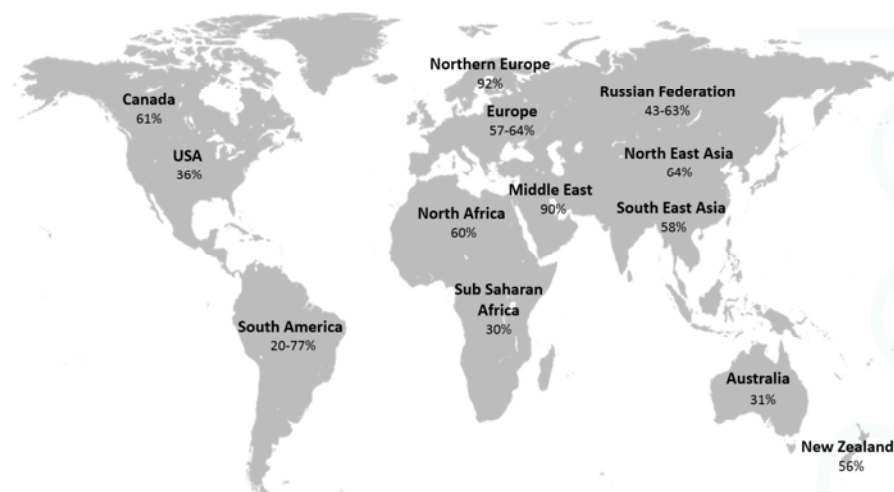 Northern Europe
92%
Canada
61%
Russian Federation
43-63%
Europe
57-64%
USA
36%
North East Asia
64%
Middle East
90%
North Africa
60%
South East Asia
58%
Sub Saharan
Africa
30%
South America
20-77%
Australia
31%
New Zealand
56%